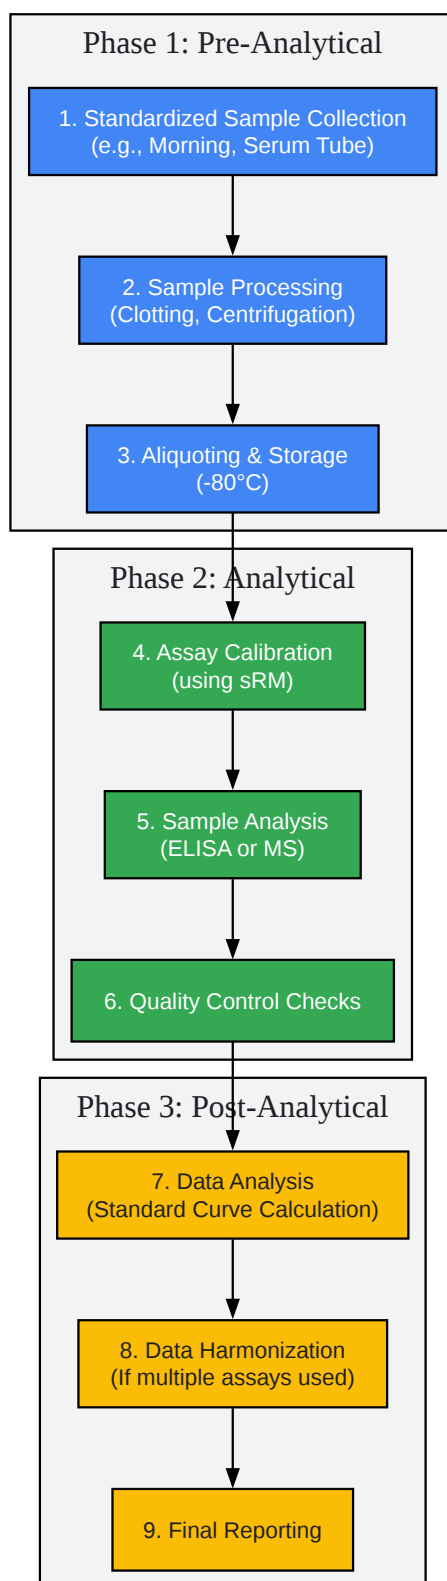 Phase 1: Pre-Analytical
1. Standardized Sample Collection
(e.g., Morning, Serum Tube)
2. Sample Processing
(Clotting, Centrifugation)
3. Aliquoting & Storage
(-80°C)
Phase 2: Analytical
4. Assay Calibration
(using sRM)
5. Sample Analysis
(ELISA or MS)
6. Quality Control Checks
Phase 3: Post-Analytical
7. Data Analysis
(Standard Curve Calculation)
8. Data Harmonization
(If multiple assays used)
9. Final Reporting